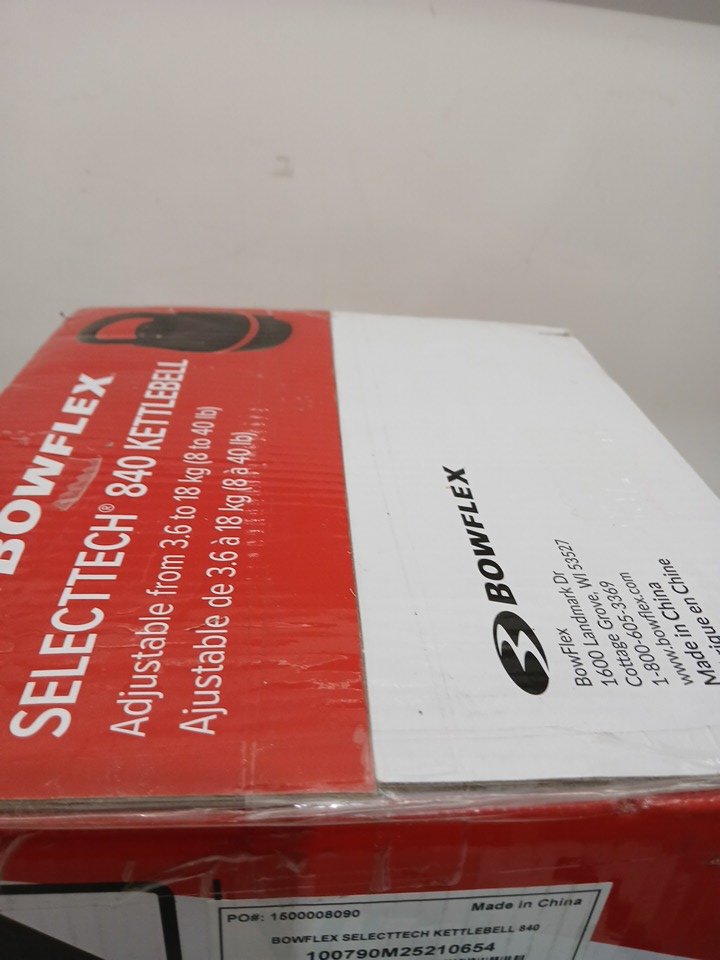 BOWFLEX
SELECTTECH® 840 KETTLEBELL
Adjustable from 3.6 to 18 kg (8 to 40 lb)
Ajustable de 3.6 à 18 kg (8 à 40 lb)
BOWFLEX
BowFlex
1600 Landmark Dr
Cottage Grove, WI 53527
1-800-605-3369
www.bowflex.com
Made in China
en Chine
PO#: 1500008090
Made in China
BOWFLEX SELECTTECH KETTLEBELL 840
100790M25210654